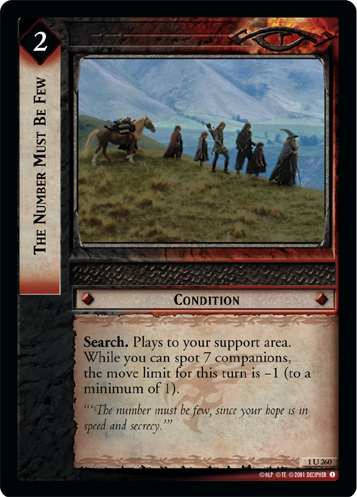 2
THE NUMBER MUST BE FEW
CONDITION
Search. Plays to your support area.
While you can spot 7 companions,
the move limit for this turn is –1 (to a
minimum of 1).
“‘The number must be few, since your hope is in
speed and secrecy.’”
1 U 260
©NLP ©TE ©2001 DECIPHER